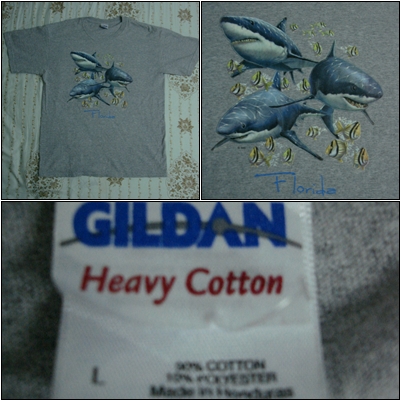 Florida
GILDAN
Heavy Cotton
L 90% COTTON
10% POLYESTER
Made in Honduras